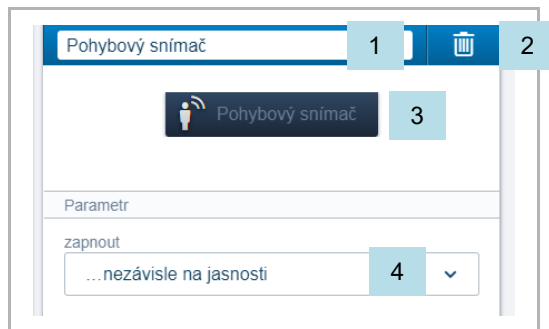 Pohybový snímač 1 2
Pohybový snímač 3
Parametr
zapnout
…nezávisle na jasnosti 4